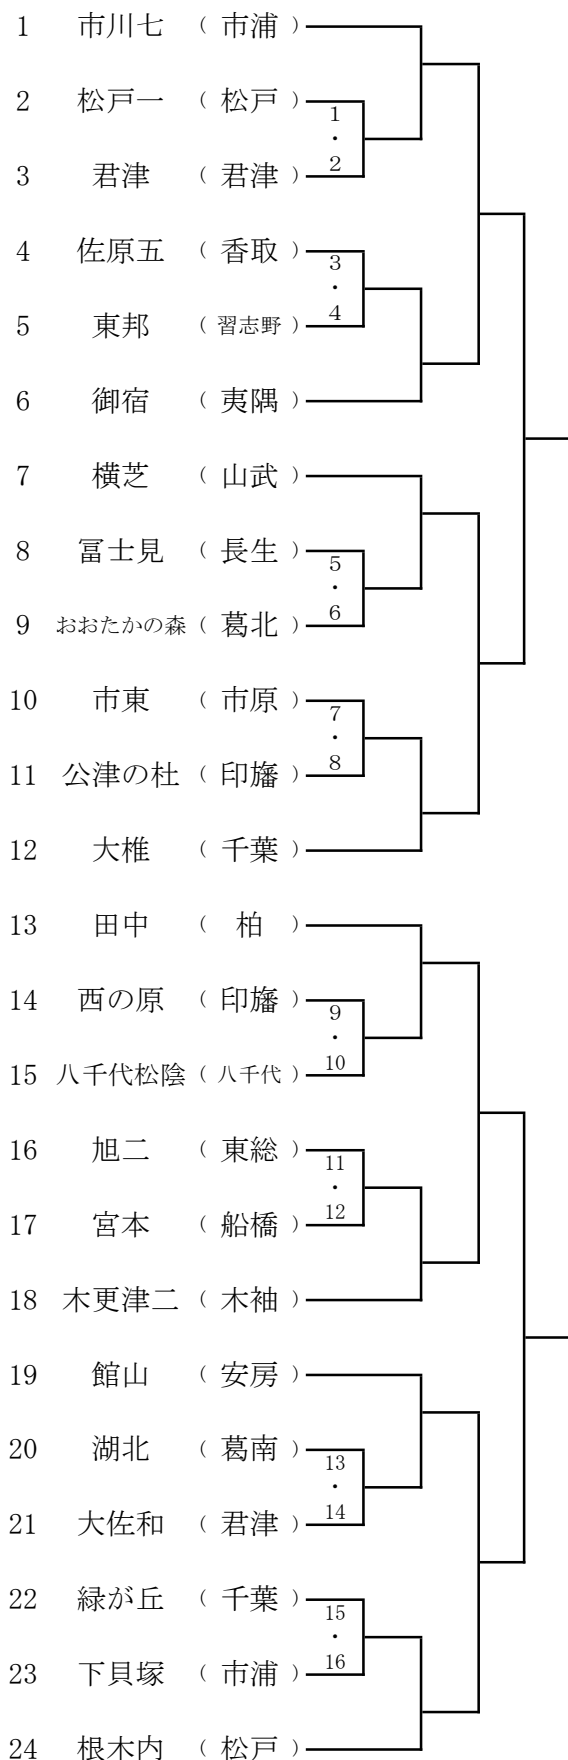 1 市川七 （ 市浦 ）
2 松戸一 （ 松戸 ）
1
・
2
3 君津 （ 君津 ）
4 佐原五 （ 香取 ）
3
・
4
5 東邦 （ 習志野 ）
6 御宿 （ 夷隅 ）
7 横芝 （ 山武 ）
8 冨士見 （ 長生 ）
5
・
6
9 おおたかの森 （ 葛北 ）
10 市東 （ 市原 ）
7
・
8
11 公津の杜 （ 印旛 ）
12 大椎 （ 千葉 ）
13 田中 （ 柏 ）
14 西の原 （ 印旛 ）
9
・
10
15 八千代松陰 （ 八千代 ）
16 旭二 （ 東総 ）
11
・
12
17 宮本 （ 船橋 ）
18 木更津二 （ 木袖 ）
19 館山 （ 安房 ）
20 湖北 （ 葛南 ）
13
・
14
21 大佐和 （ 君津 ）
22 緑が丘 （ 千葉 ）
15
・
16
23 下貝塚 （ 市浦 ）
24 根木内 （ 松戸 ）